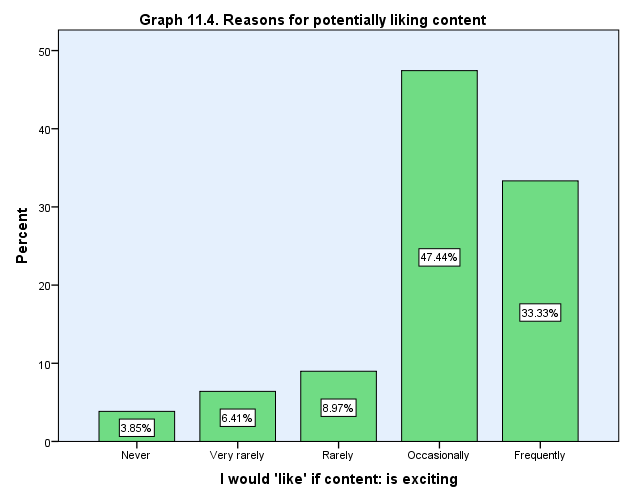 Graph 11.4. Reasons for potentially liking content
50
40
30
20
10
0
Percent
3.85%
6.41%
8.97%
47.44%
33.33%
Never
Very rarely
Rarely
Occasionally
Frequently
I would 'like' if content: is exciting